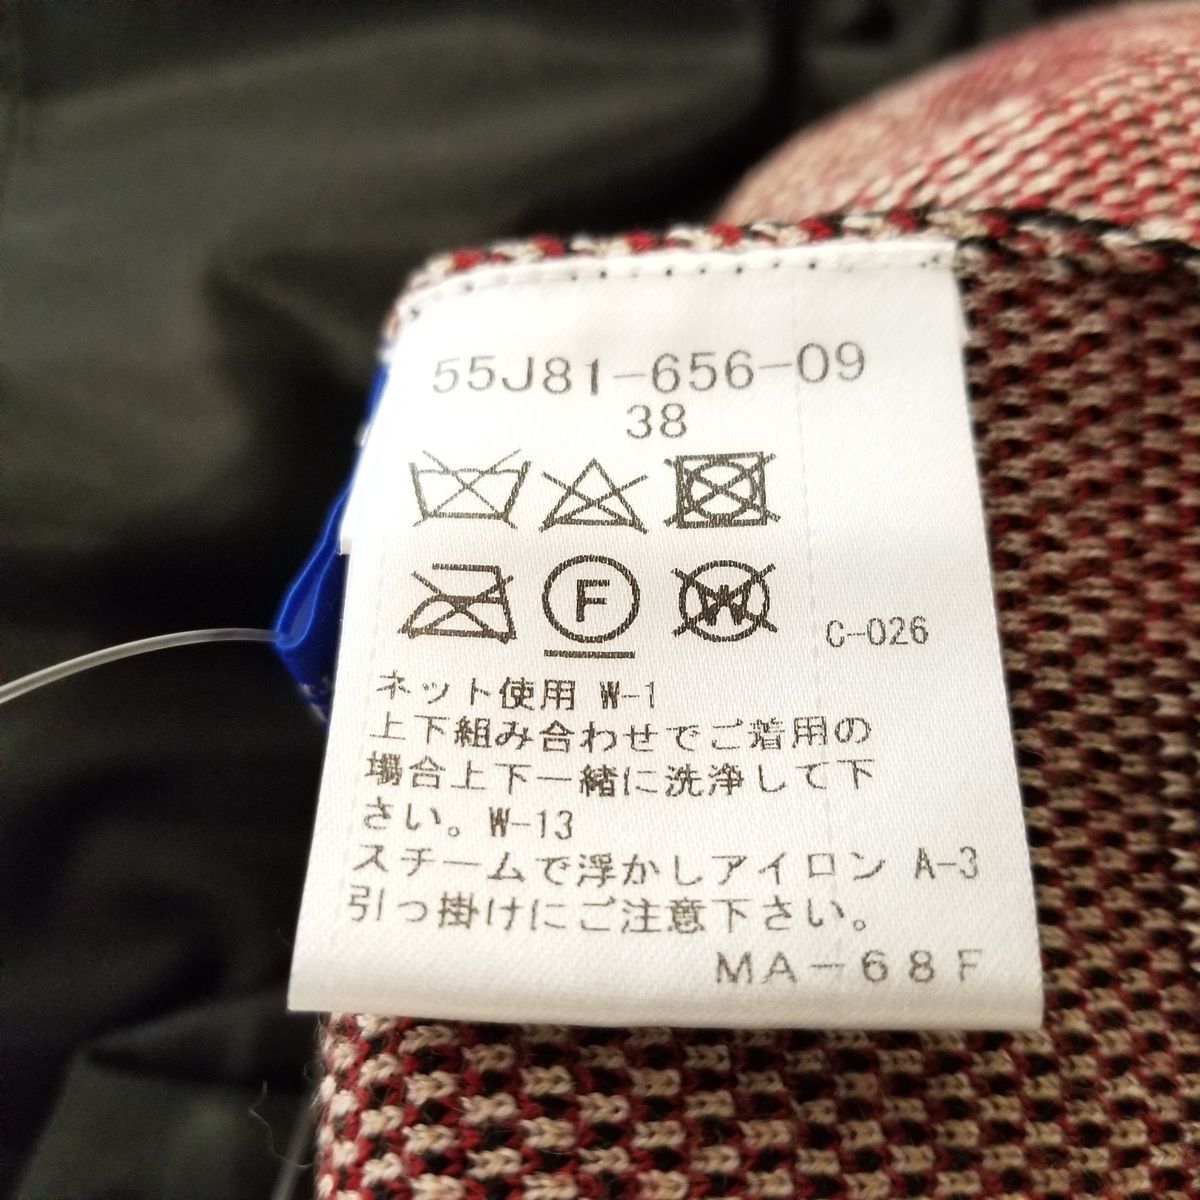 55J81-656-09
38
F
W
C-026
ネット使用 W-1
上下組み合わせでご着用の
場合上下一緒に洗浄して下
さい。W-13
スチームで浮かしアイロン A-3
引っ掛けにご注意下さい。
MA-68F